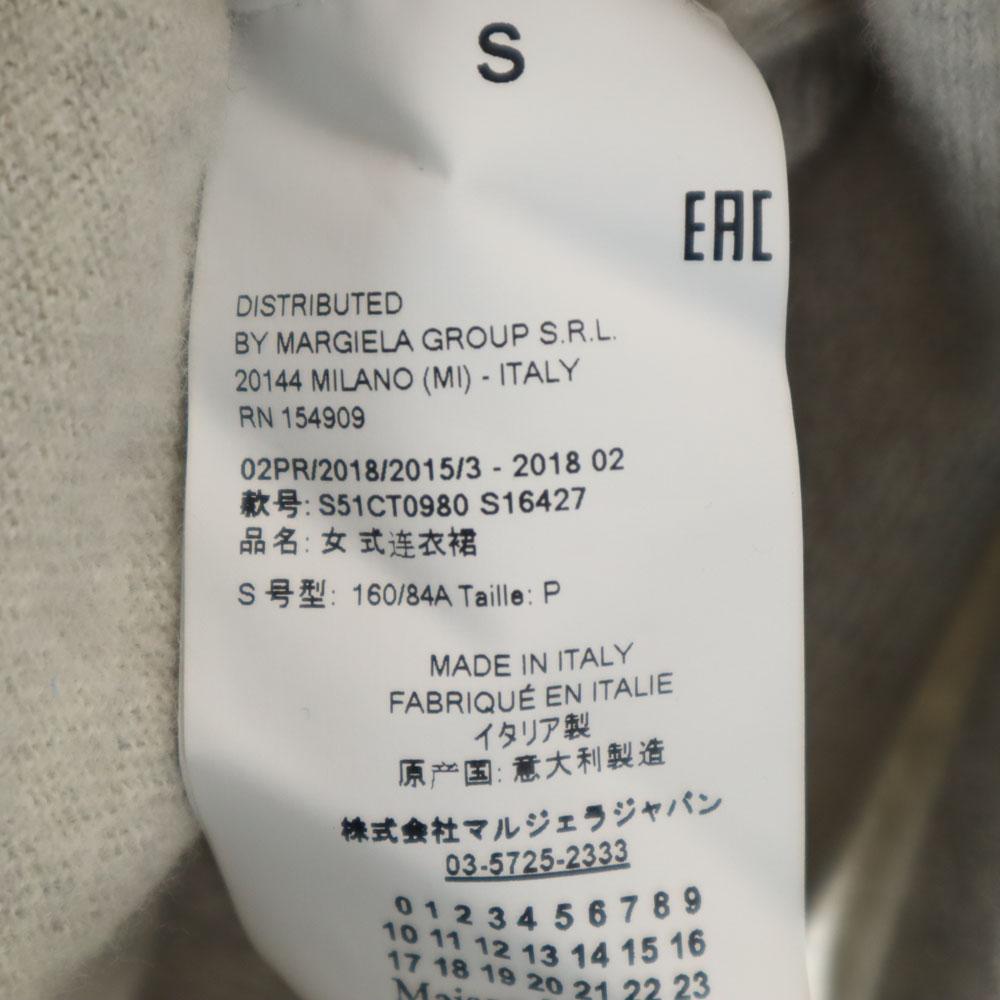 S
EAC
DISTRIBUTED
BY MARGIELA GROUP S.R.L.
20144 MILANO (MI) - ITALY
RN 154909
02PR/2018/2015/3 - 2018 02
款号: S51CT0980 S16427
品名: 女式连衣裙
S 号型: 160/84A Taille: P
MADE IN ITALY
FABRIQUÉ EN ITALIE
イタリア製
原产国: 意大利製造
株式会社マルジェラジャパン
03-5725-2333
0 1 2 3 4 5 6 7 8 9
10 11 12 13 14 15 16
17 18 19 20 21 22 23